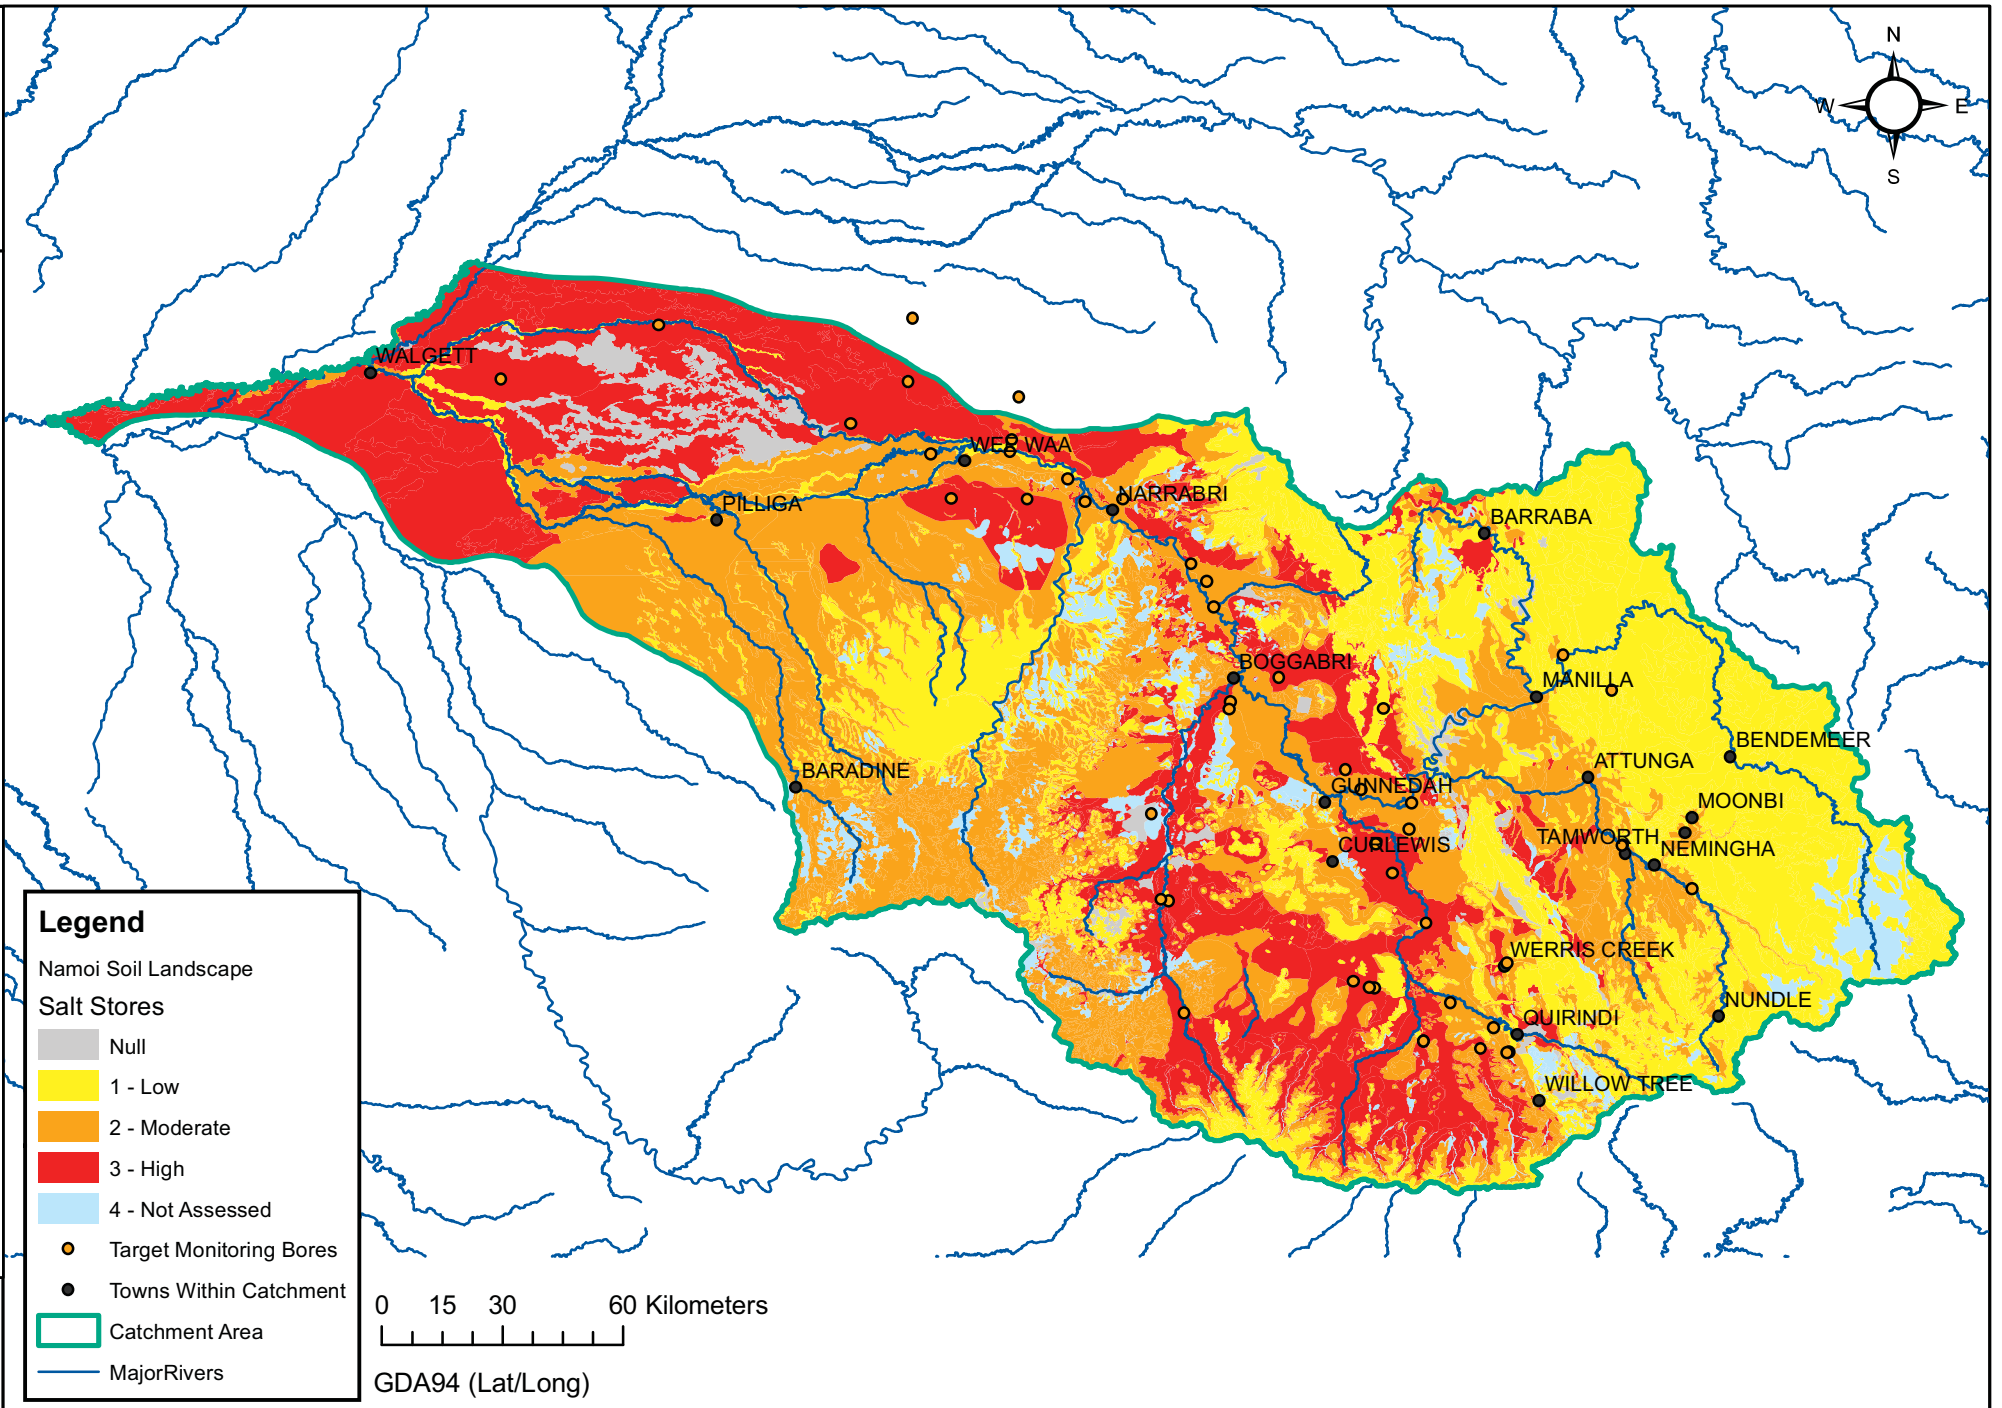 N
W E
S
WALGETT
WEE WAA
PILLIGA
NARRABRI
BARRABA
BOGGABRI
MANILLA
BENDEMEER
BARADINE
ATTUNGA
GUNNEDAH
MOONBI
CURLEWIS
TAMWORTH
NEMINGHA
WERRIS CREEK
NUNDLE
QUIRINDI
WILLOW TREE
Legend
Namoi Soil Landscape
Salt Stores
Null
1 - Low
2 - Moderate
3 - High
4 - Not Assessed
Target Monitoring Bores
Towns Within Catchment
Catchment Area
MajorRivers
0 15 30 60 Kilometers
GDA94 (Lat/Long)